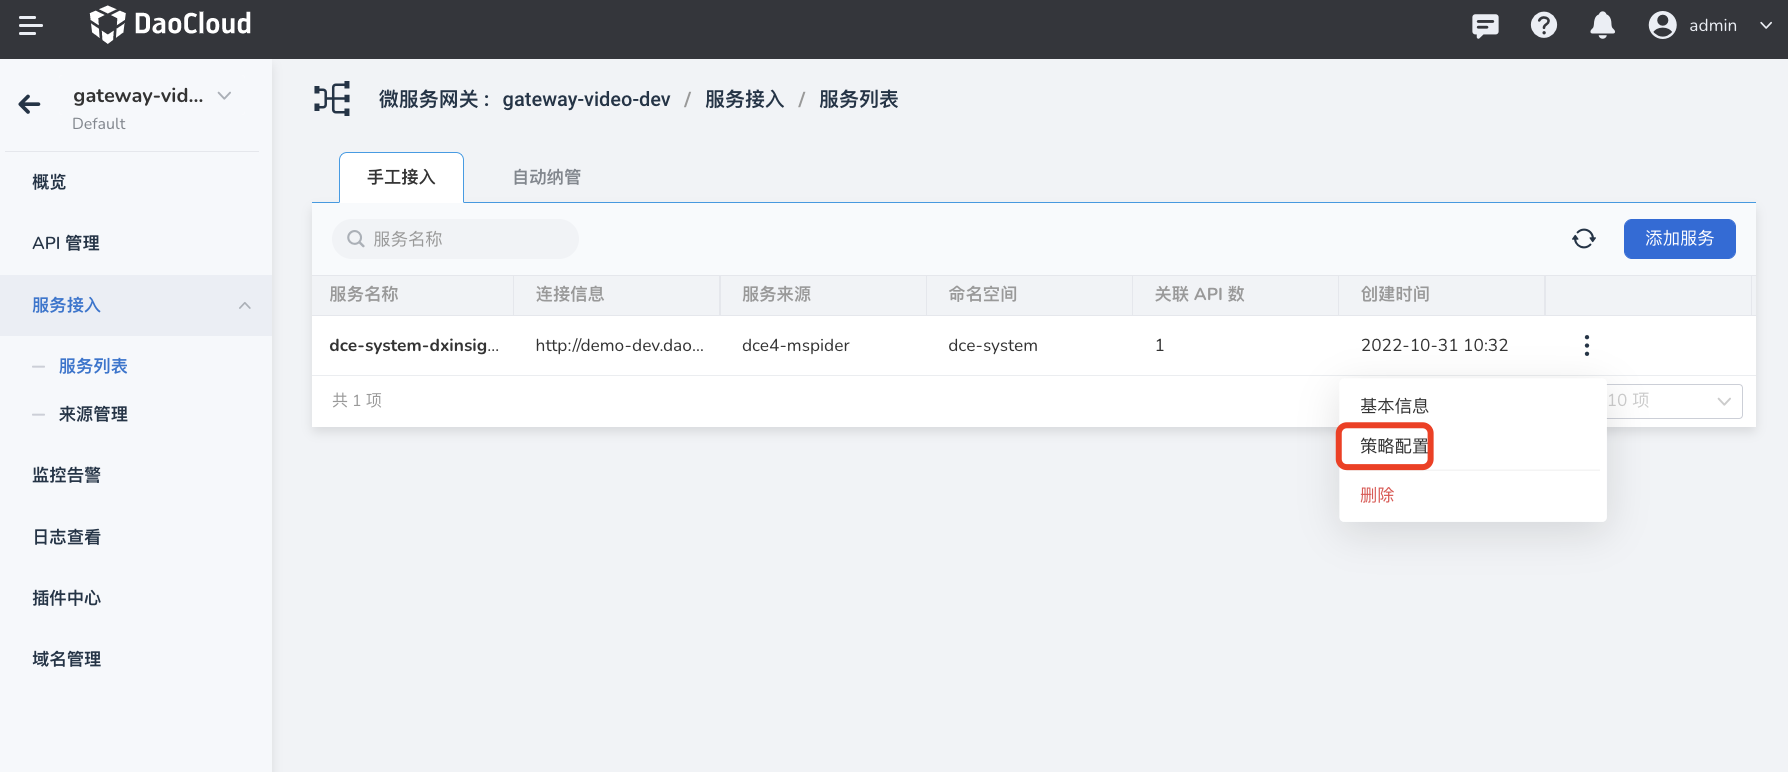 DaoCloud
admin
gateway-vid...
Default
概览
API 管理
服务接入
服务列表
来源管理
监控告警
日志查看
插件中心
域名管理
微服务网关： gateway-video-dev / 服务接入 / 服务列表
手工接入 自动纳管
服务名称
添加服务
服务名称 连接信息 服务来源 命名空间 关联 API 数 创建时间
dce-system-dxinsig... http://demo-dev.dao... dce4-mspider dce-system 1 2022-10-31 10:32
共 1 项
10 项
基本信息
策略配置
删除